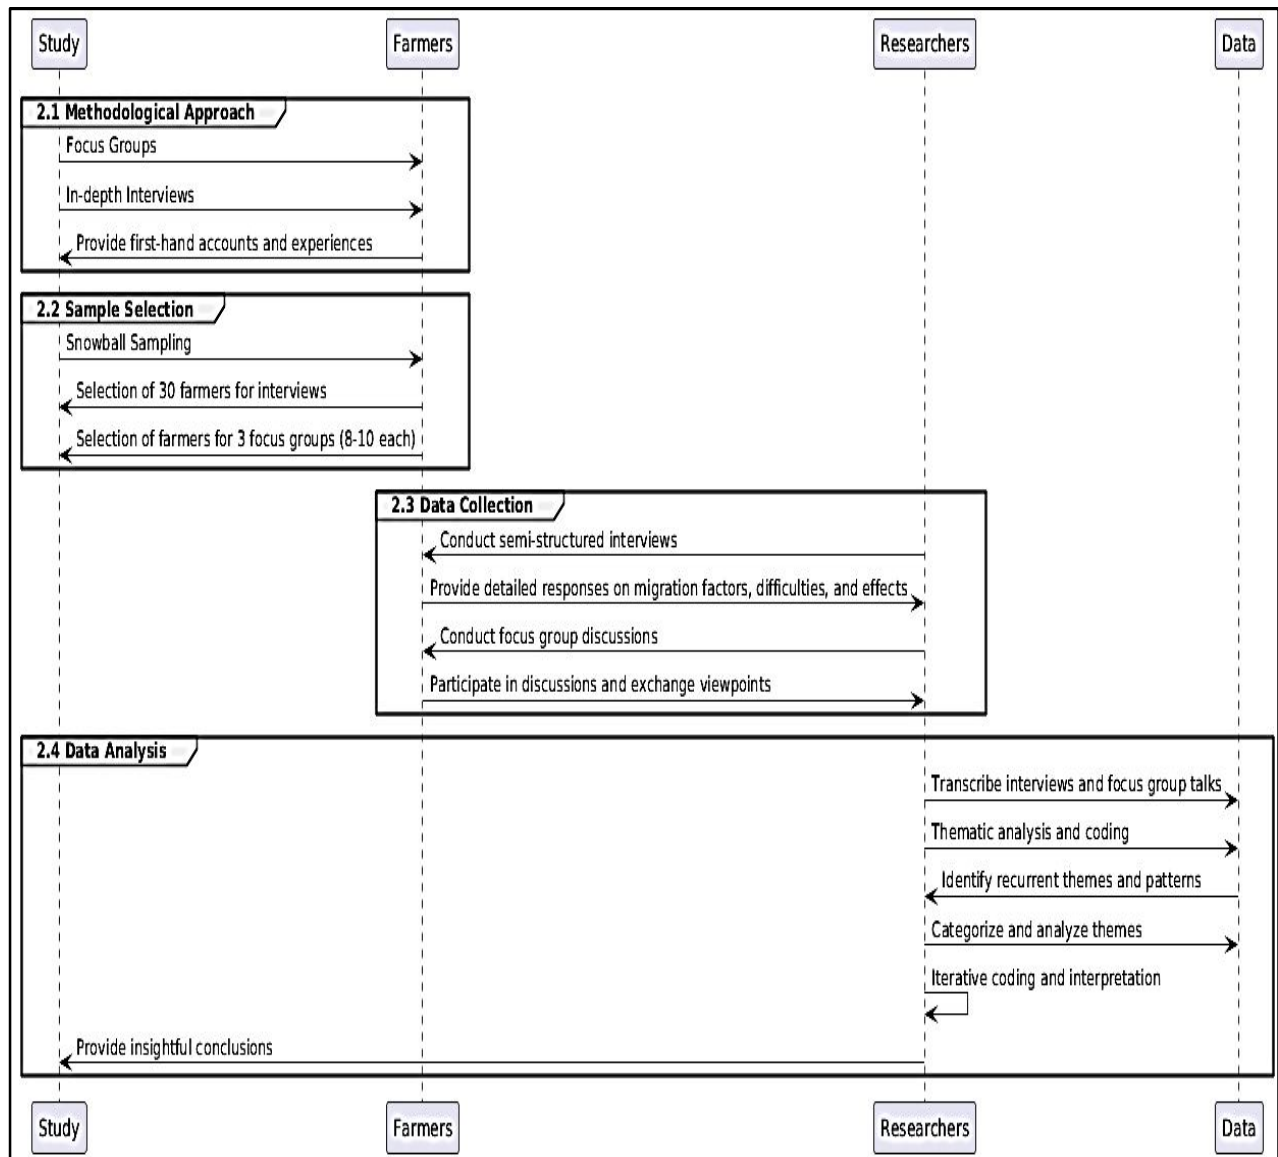 Study
Farmers
Researchers
Data
2.1 Methodological Approach
Focus Groups
In-depth Interviews
Provide first-hand accounts and experiences
2.2 Sample Selection
Snowball Sampling
Selection of 30 farmers for interviews
Selection of farmers for 3 focus groups (8-10 each)
2.3 Data Collection
Conduct semi-structured interviews
Provide detailed responses on migration factors, difficulties, and effects
Conduct focus group discussions
Participate in discussions and exchange viewpoints
2.4 Data Analysis
Transcribe interviews and focus group talks
Thematic analysis and coding
Identify recurrent themes and patterns
Categorize and analyze themes
Iterative coding and interpretation
Provide insightful conclusions
Study
Farmers
Researchers
Data